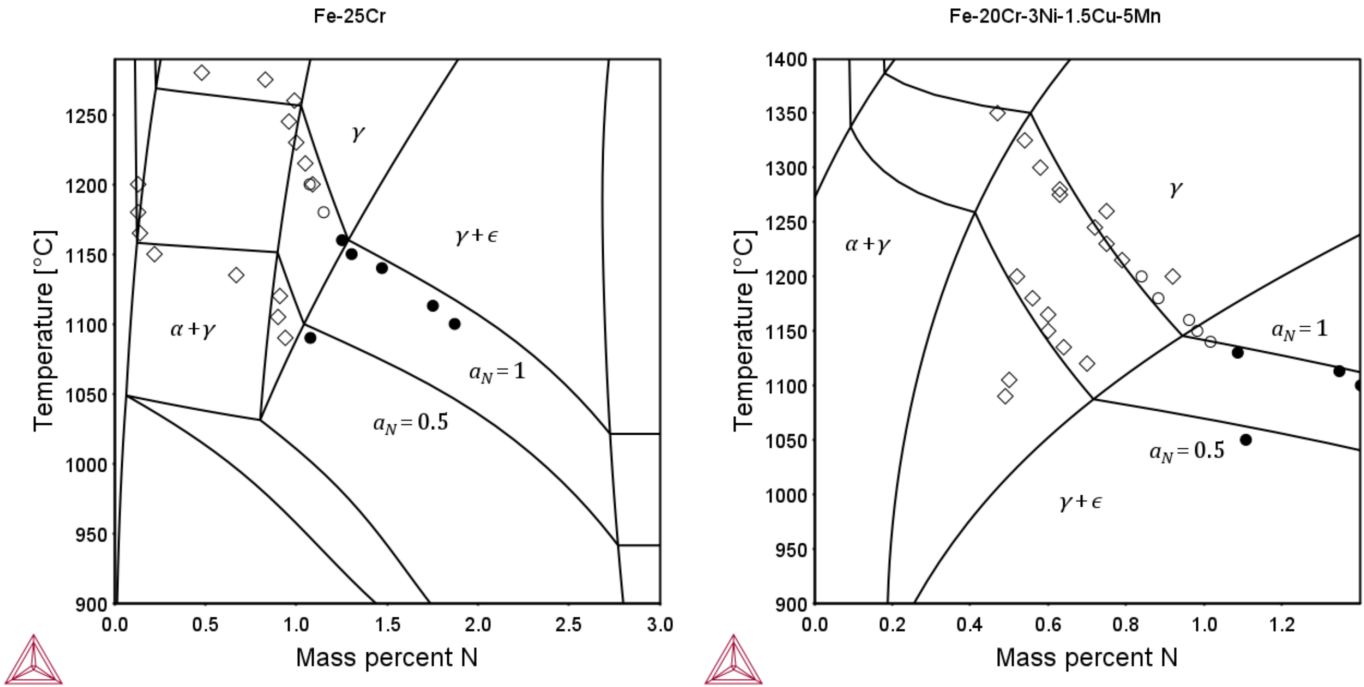 Fe-25Cr
Temperature [°C]
1250
1200
1150
1100
1050
1000
950
900
0.0 0.5 1.0 1.5 2.0 2.5 3.0
Mass percent N
γ
γ+ϵ
α+γ
a_N = 1
a_N = 0.5
Fe-20Cr-3Ni-1.5Cu-5Mn
Temperature [°C]
1400
1350
1300
1250
1200
1150
1100
1050
1000
950
900
0.0 0.2 0.4 0.6 0.8 1.0 1.2
Mass percent N
γ
α+γ
a_N = 1
a_N = 0.5
γ+ϵ